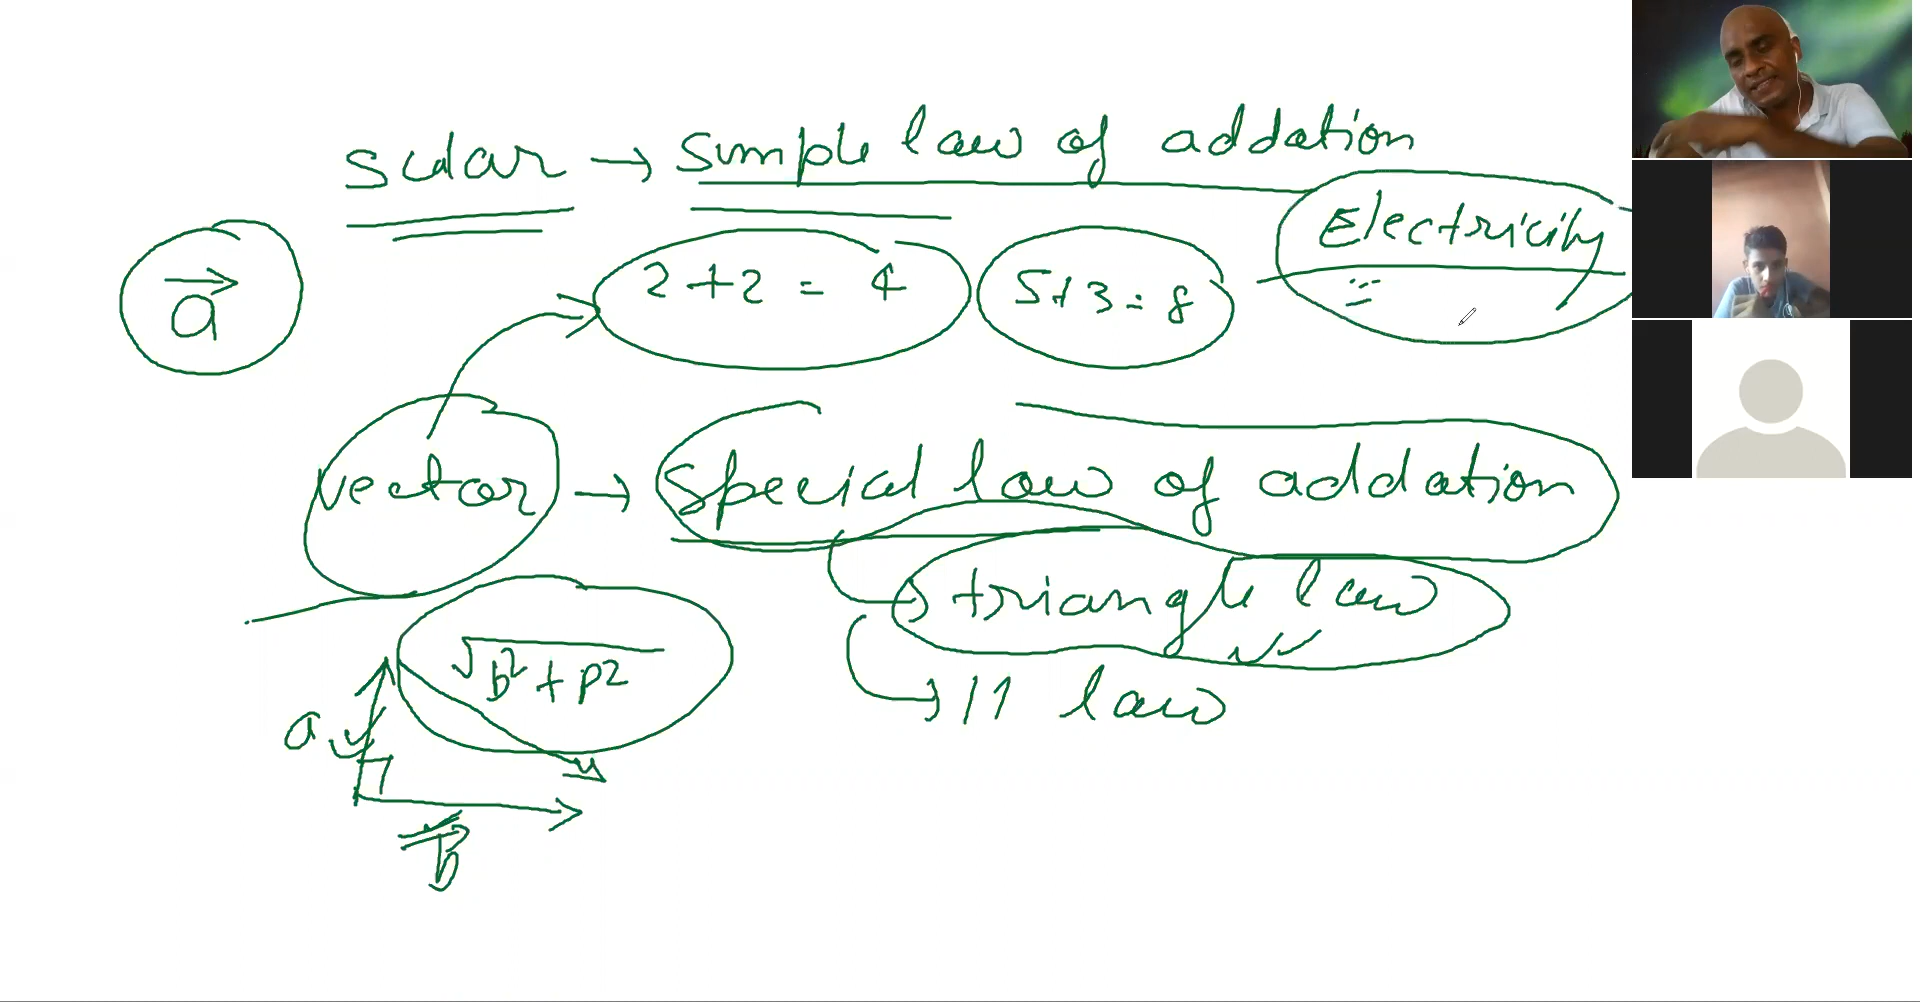 scalar → simple law of addation
Electricity
a
2 + 2 = 4
5 + 3 = 8
vector → special law of addation
→ triangle law
→ 11 law
√b² + p²
a
b